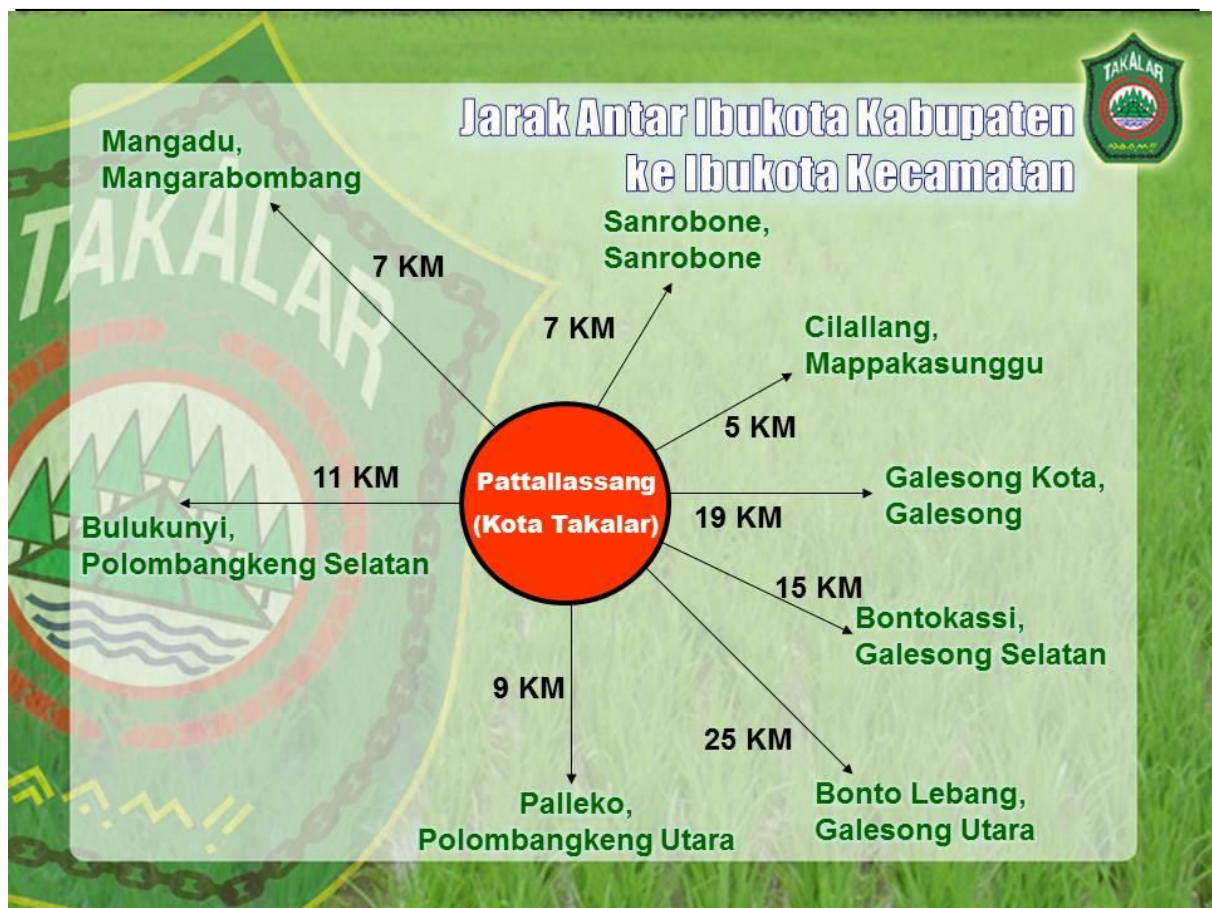 TAKALAR
Jarak Antar Ibukota Kabupaten
ke Ibukota Kecamatan
Mangadu,
Mangarabombang
7 KM
Sanrobone,
Sanrobone
7 KM
Cilallang,
Mappakasunggu
5 KM
Pattallassang
(Kota Takalar)
Galesong Kota,
Galesong
19 KM
Bontokassi,
Galesong Selatan
15 KM
Bonto Lebang,
Galesong Utara
25 KM
Palleko,
Polombangkeng Utara
9 KM
Bulukunyi,
Polombangkeng Selatan
11 KM
TAKALAR